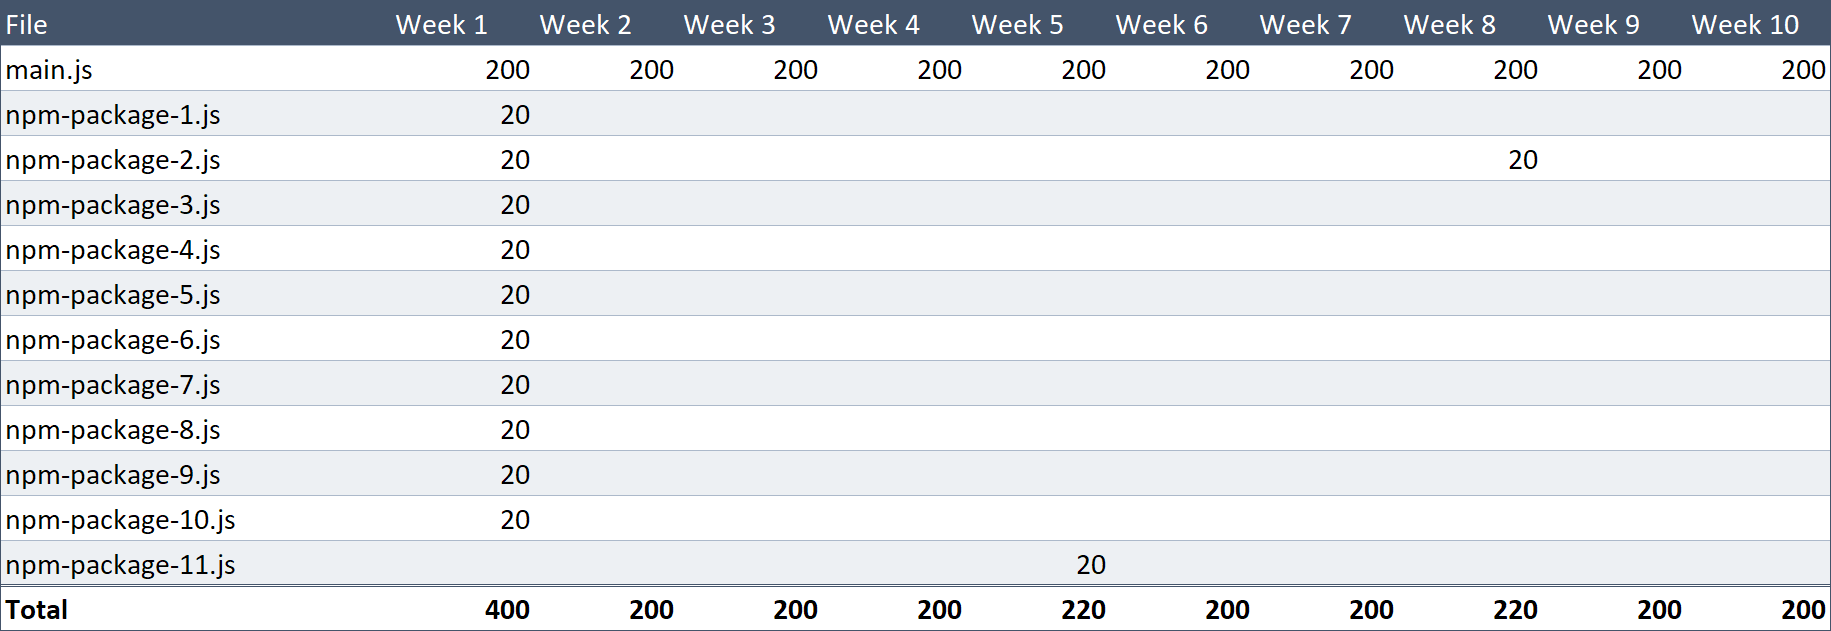 File Week 1 Week 2 Week 3 Week 4 Week 5 Week 6 Week 7 Week 8 Week 9 Week 10
main.js 200 200 200 200 200 200 200 200 200 200
npm-package-1.js 20
npm-package-2.js 20 20
npm-package-3.js 20
npm-package-4.js 20
npm-package-5.js 20
npm-package-6.js 20
npm-package-7.js 20
npm-package-8.js 20
npm-package-9.js 20
npm-package-10.js 20
npm-package-11.js 20
Total 400 200 200 200 220 200 200 220 200 200